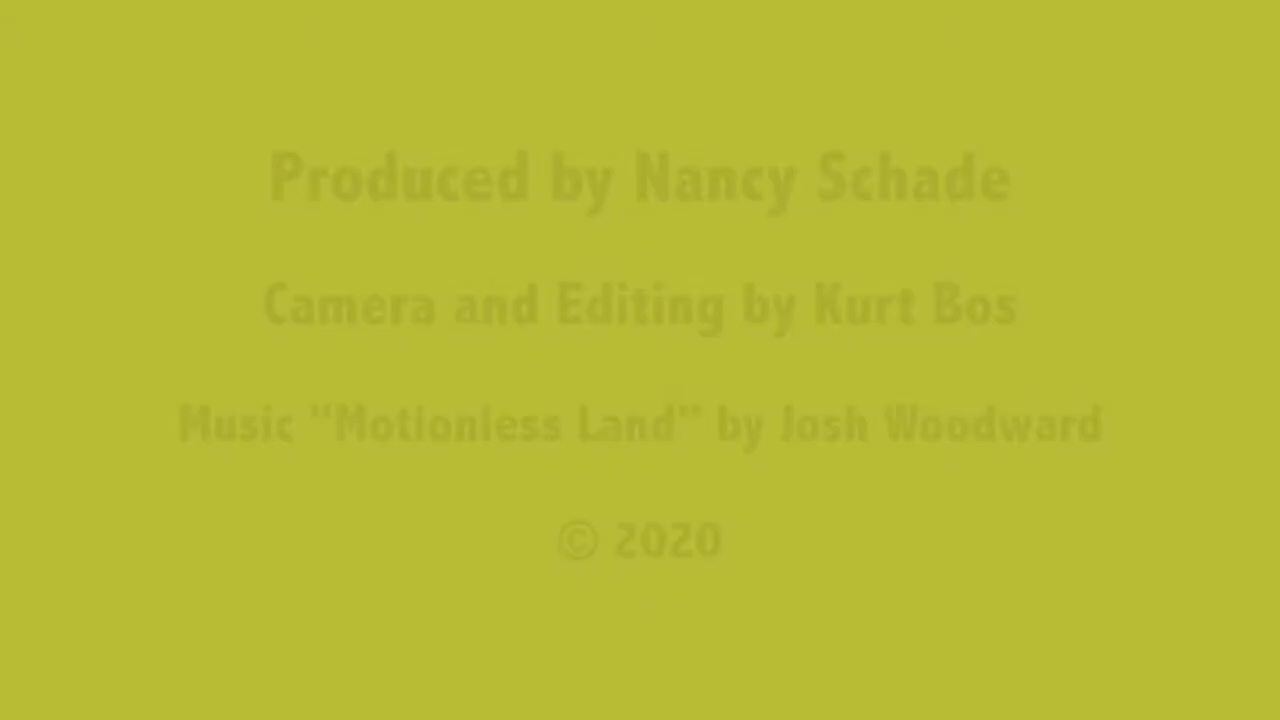 Produced by Nancy Schade
Camera and Editing by Kurt Bos
Music "Motionless Land" by Josh Woodward
© 2020